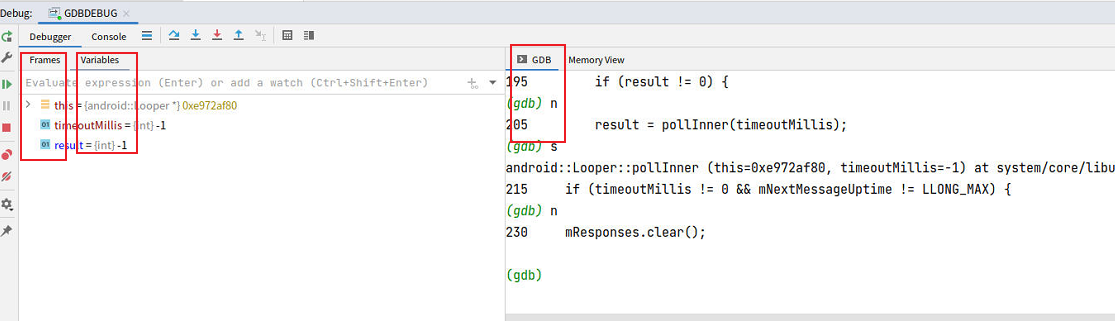 Debug: GDBDEBUG
Debugger Console
Frames Variables
Evaluate expression (Enter) or add a watch (Ctrl+Shift+Enter)
this = {android::Looper *} 0xe972af80
01 timeoutMillis = {int} -1
01 result = {int} -1
GDB Memory View
195 if (result != 0) {
(gdb) n
205 result = pollInner(timeoutMillis);
(gdb) s
android::Looper::pollInner (this=0xe972af80, timeoutMillis=-1) at system/core/libu
215 if (timeoutMillis != 0 && mNextMessageUptime != LLONG_MAX) {
(gdb) n
230 mResponses.clear();
(gdb)